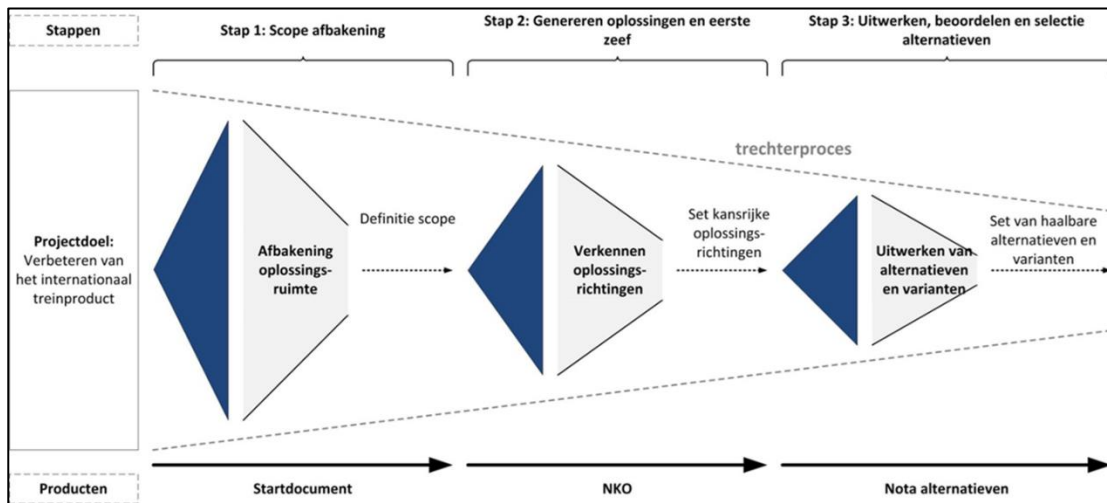 Stappen
Stap 1: Scope afbakening
Stap 2: Genereren oplossingen en eerste
zeef
Stap 3: Uitwerken, beoordelen en selectie
alternatieven
trechterproces
Projectdoel:
Verbeteren van
het internationaal
treinproduct
Afbakening
oplossings-
ruimte
Definitie scope
Verkennen
oplossings-
richtingen
Set kansrijke
oplossings-
richtingen
Uitwerken van
alternatieven
en varianten
Set van haalbare
alternatieven en
varianten
Producten
Startdocument
NKO
Nota alternatieven